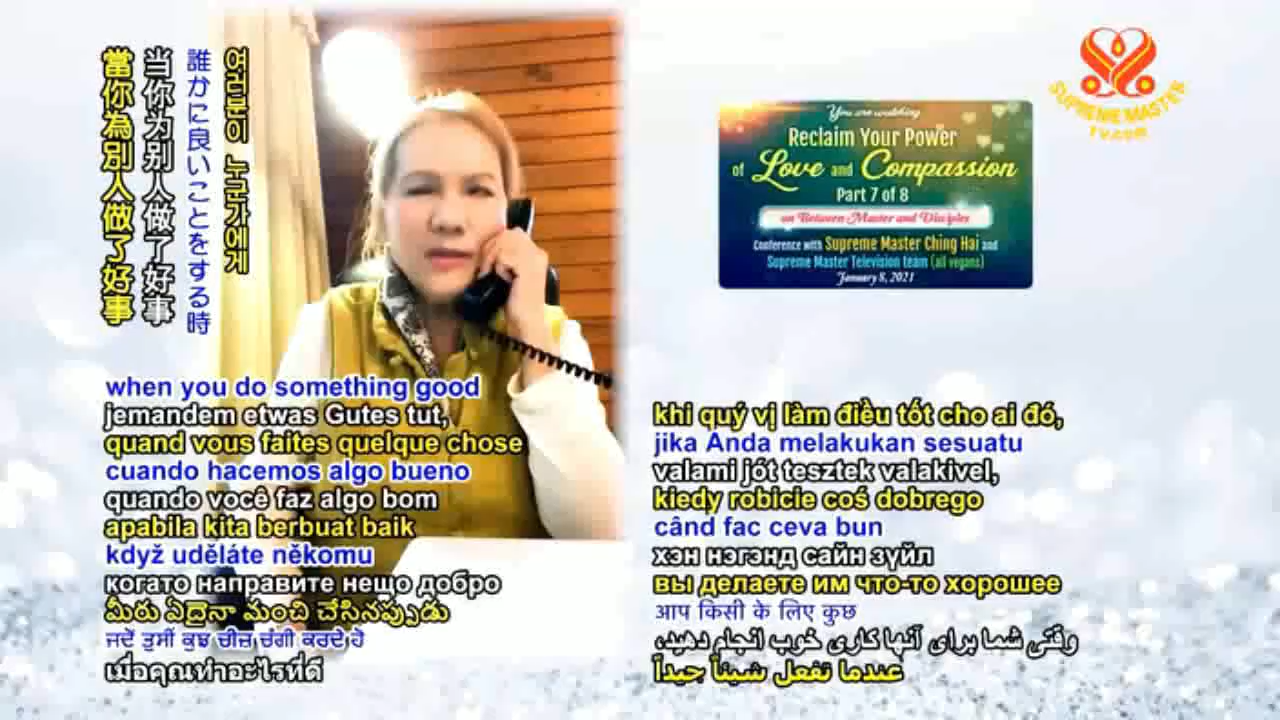 當你為別人做了好事
当你为别人做了好事
誰かに良いことをする時
여러분이 누군가에게
You are watching
Reclaim Your Power
of Love and Compassion
Part 7 of 8
on Between Master and Disciples
Conference with Supreme Master Ching Hai and
Supreme Master Television team (all vegans)
January 8, 2021
SUPREME MASTER
TV.com
when you do something good
jemandem etwas Gutes tut,
quand vous faites quelque chose
cuando hacemos algo bueno
quando você faz algo bom
apabila kita berbuat baik
když uděláte někomu
когато направите нещо добро
మీరు ఏదైనా మంచి చేసినప్పుడు
ਜਦੋਂ ਤੁਸੀਂ ਕੁਝ ਚੀਜ਼ ਚੰਗੀ ਕਰਦੇ ਹੋ
เมื่อคุณทำอะไรที่ดี
khi quý vị làm điều tốt cho ai đó,
jika Anda melakukan sesuatu
valami jót tesztek valakivel,
kiedy robicie coś dobrego
când fac ceva bun
хэн нэгэнд сайн зүйл
вы делаете им что-то хорошее
आप किसी के लिए कुछ
وقتی شما برای آنها کاری خوب انجام دهید،
عندما تفعل شيئاً جيداً